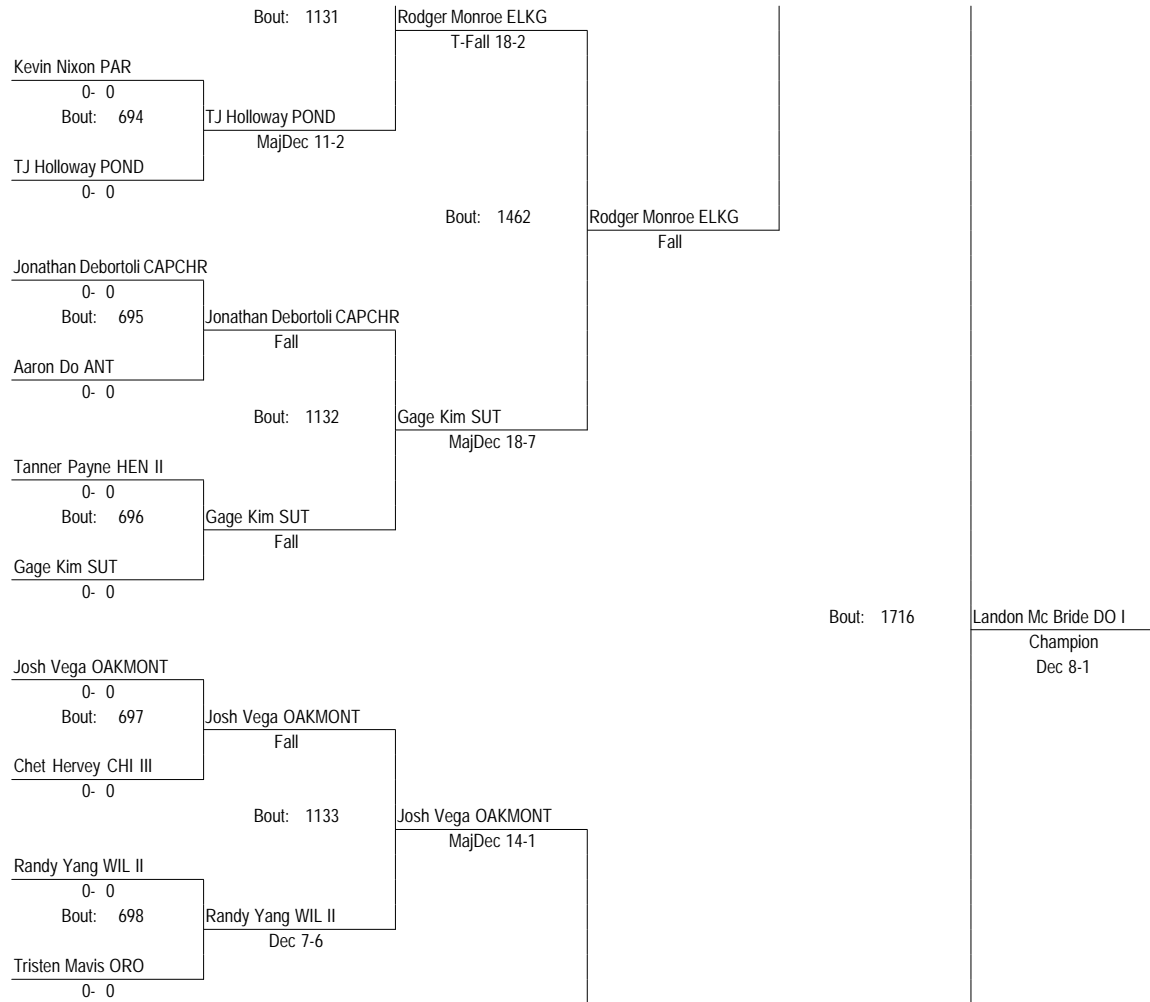 Bout: 1131
Rodger Monroe ELKG
T-Fall 18-2
Kevin Nixon PAR
0- 0
Bout: 694
TJ Holloway POND
MajDec 11-2
TJ Holloway POND
0- 0
Bout: 1462
Rodger Monroe ELKG
Fall
Jonathan Debortoli CAPCHR
0- 0
Bout: 695
Jonathan Debortoli CAPCHR
Fall
Aaron Do ANT
0- 0
Bout: 1132
Gage Kim SUT
MajDec 18-7
Tanner Payne HEN II
0- 0
Bout: 696
Gage Kim SUT
Fall
Gage Kim SUT
0- 0
Bout: 1716
Landon Mc Bride DO I
Champion
Dec 8-1
Josh Vega OAKMONT
0- 0
Bout: 697
Josh Vega OAKMONT
Fall
Chet Hervey CHI III
0- 0
Bout: 1133
Josh Vega OAKMONT
MajDec 14-1
Randy Yang WIL II
0- 0
Bout: 698
Randy Yang WIL II
Dec 7-6
Tristen Mavis ORO
0- 0